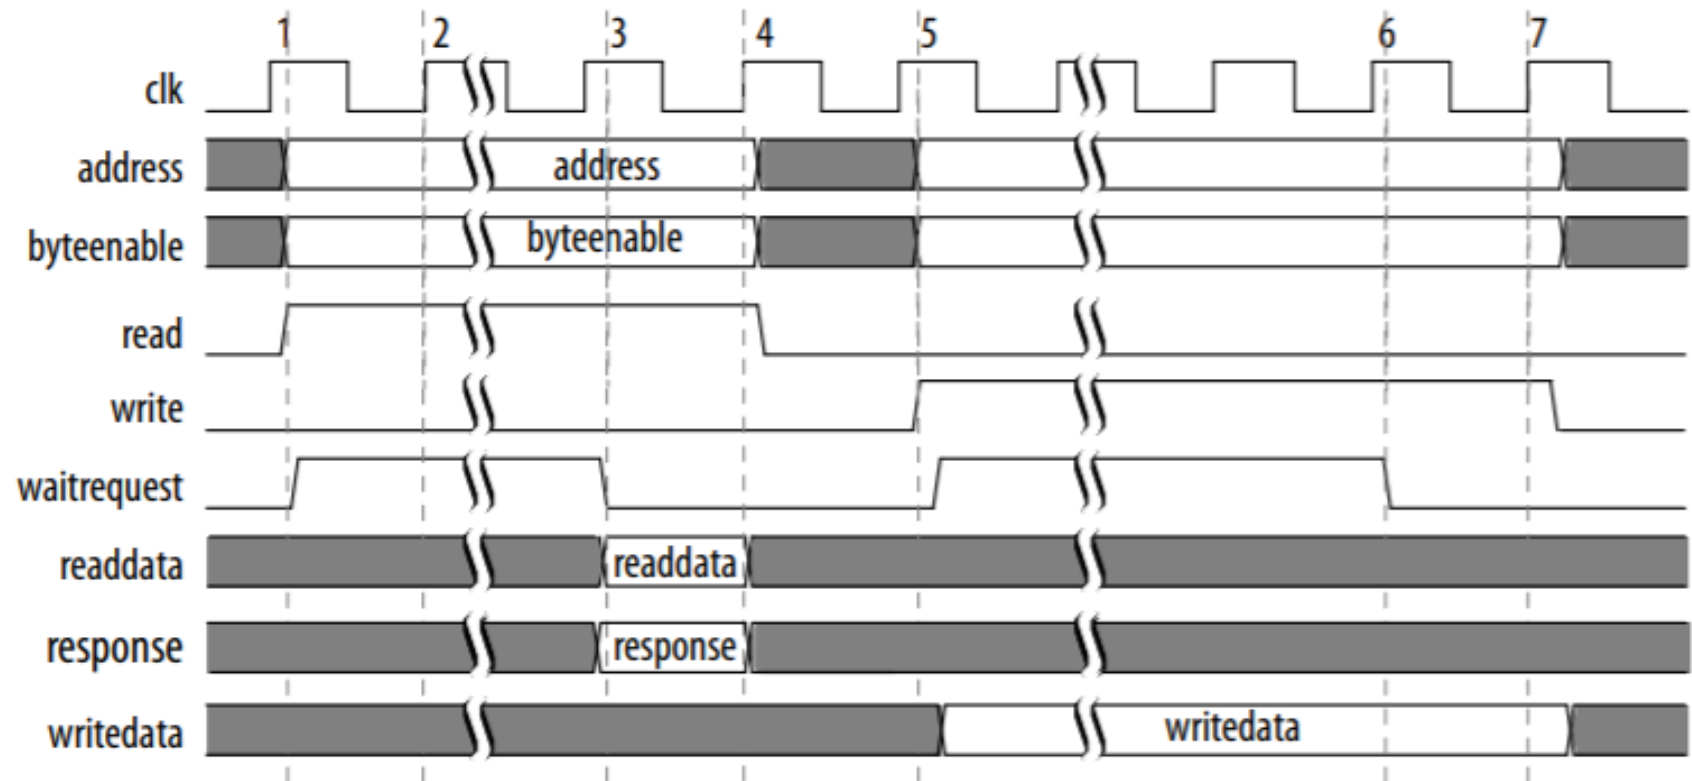 1 2 3 4 5 6 7
clk
address address
byteenable byteenable
read
write
waitrequest
readdata readdata
response response
writedata writedata